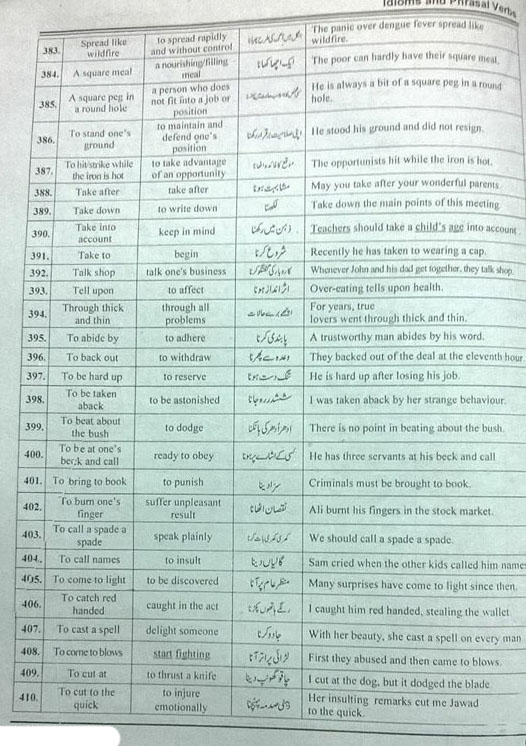 Idioms and Phrasal Verbs
383. Spread like wildfire to spread rapidly and without control The panic over dengue fever spread like wildfire.
384. A square meal a nourishing/filling meal ایک اچھا کھانا The poor can hardly have their square meal.
385. A square peg in a round hole a person who does not fit into a job or position He is always a bit of a square peg in a round hole.
386. To stand one's ground to maintain and defend one's position He stood his ground and did not resign.
387. To hit/strike while the iron is hot to take advantage of an opportunity موقع کا فائدہ اٹھانا The opportunists hit while the iron is hot.
388. Take after take after مشابہت ہونا May you take after your wonderful parents
389. Take down to write down لکھنا Take down the main points of this meeting
390. Take into account keep in mind ذہن میں رکھنا Teachers should take a child's age into account
391. Take to begin شروع کرنا Recently he has taken to wearing a cap.
392. Talk shop talk one's business کاروبار کی گفتگو کرنا Whenever John and his dad get together, they talk shop.
393. Tell upon to affect اثر انداز ہونا Over-eating tells upon health.
394. Through thick and thin through all problems اچھے برے حالات For years, true lovers went through thick and thin.
395. To abide by to adhere پابندی کرنا A trustworthy man abides by his word.
396. To back out to withdraw وعدہ سے پھرنا They backed out of the deal at the eleventh hour
397. To be hard up to reserve تنگ دست ہونا He is hard up after losing his job.
398. To be taken aback to be astonished ششدر رہ جانا I was taken aback by her strange behaviour.
399. To beat about the bush to dodge ادھر ادھر کی ہانکنا There is no point in beating about the bush.
400. To be at one's beck and call ready to obey کسی کے اشارے پر ہونا He has three servants at his beck and call
401. To bring to book to punish سزا دینا Criminals must be brought to book.
402. To burn one's finger suffer unpleasant result نقصان اٹھانا Ali burnt his fingers in the stock market.
403. To call a spade a spade speak plainly کھری کھری بات کرنا We should call a spade a spade.
404. To call names to insult گالیاں دینا Sam cried when the other kids called him names
405. To come to light to be discovered منظر عام پر آنا Many surprises have come to light since then.
406. To catch red handed caught in the act رنگے ہاتھوں پکڑنا I caught him red handed, stealing the wallet.
407. To cast a spell delight someone جادو کرنا With her beauty, she cast a spell on every man
408. To come to blows start fighting لڑائی پر اتر آنا First they abused and then came to blows.
409. To cut at to thrust a knife چاقو گھونپ دینا I cut at the dog, but it dodged the blade.
410. To cut to the quick to injure emotionally دلی صدمہ پہنچانا Her insulting remarks cut me Jawad to the quick.